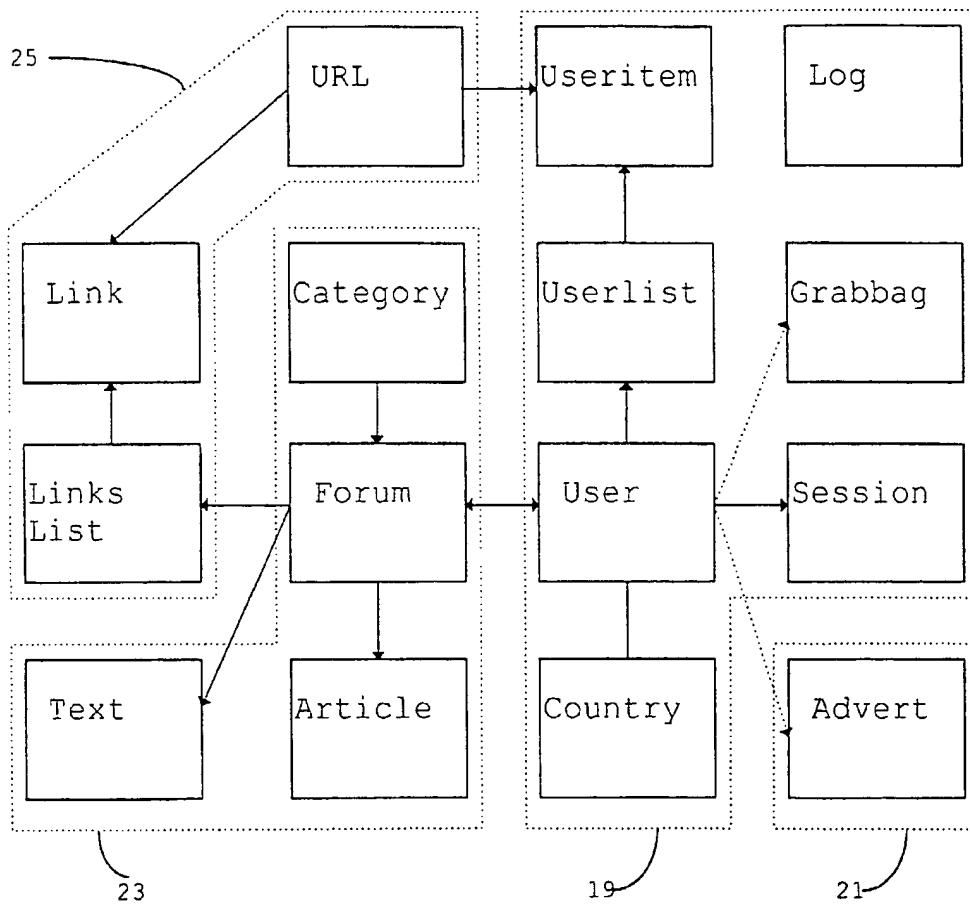 25
URL
Useritem
Log
Link
Category
Userlist
Grabbag
Links
List
Forum
User
Session
Text
Article
Country
Advert
23
19
21